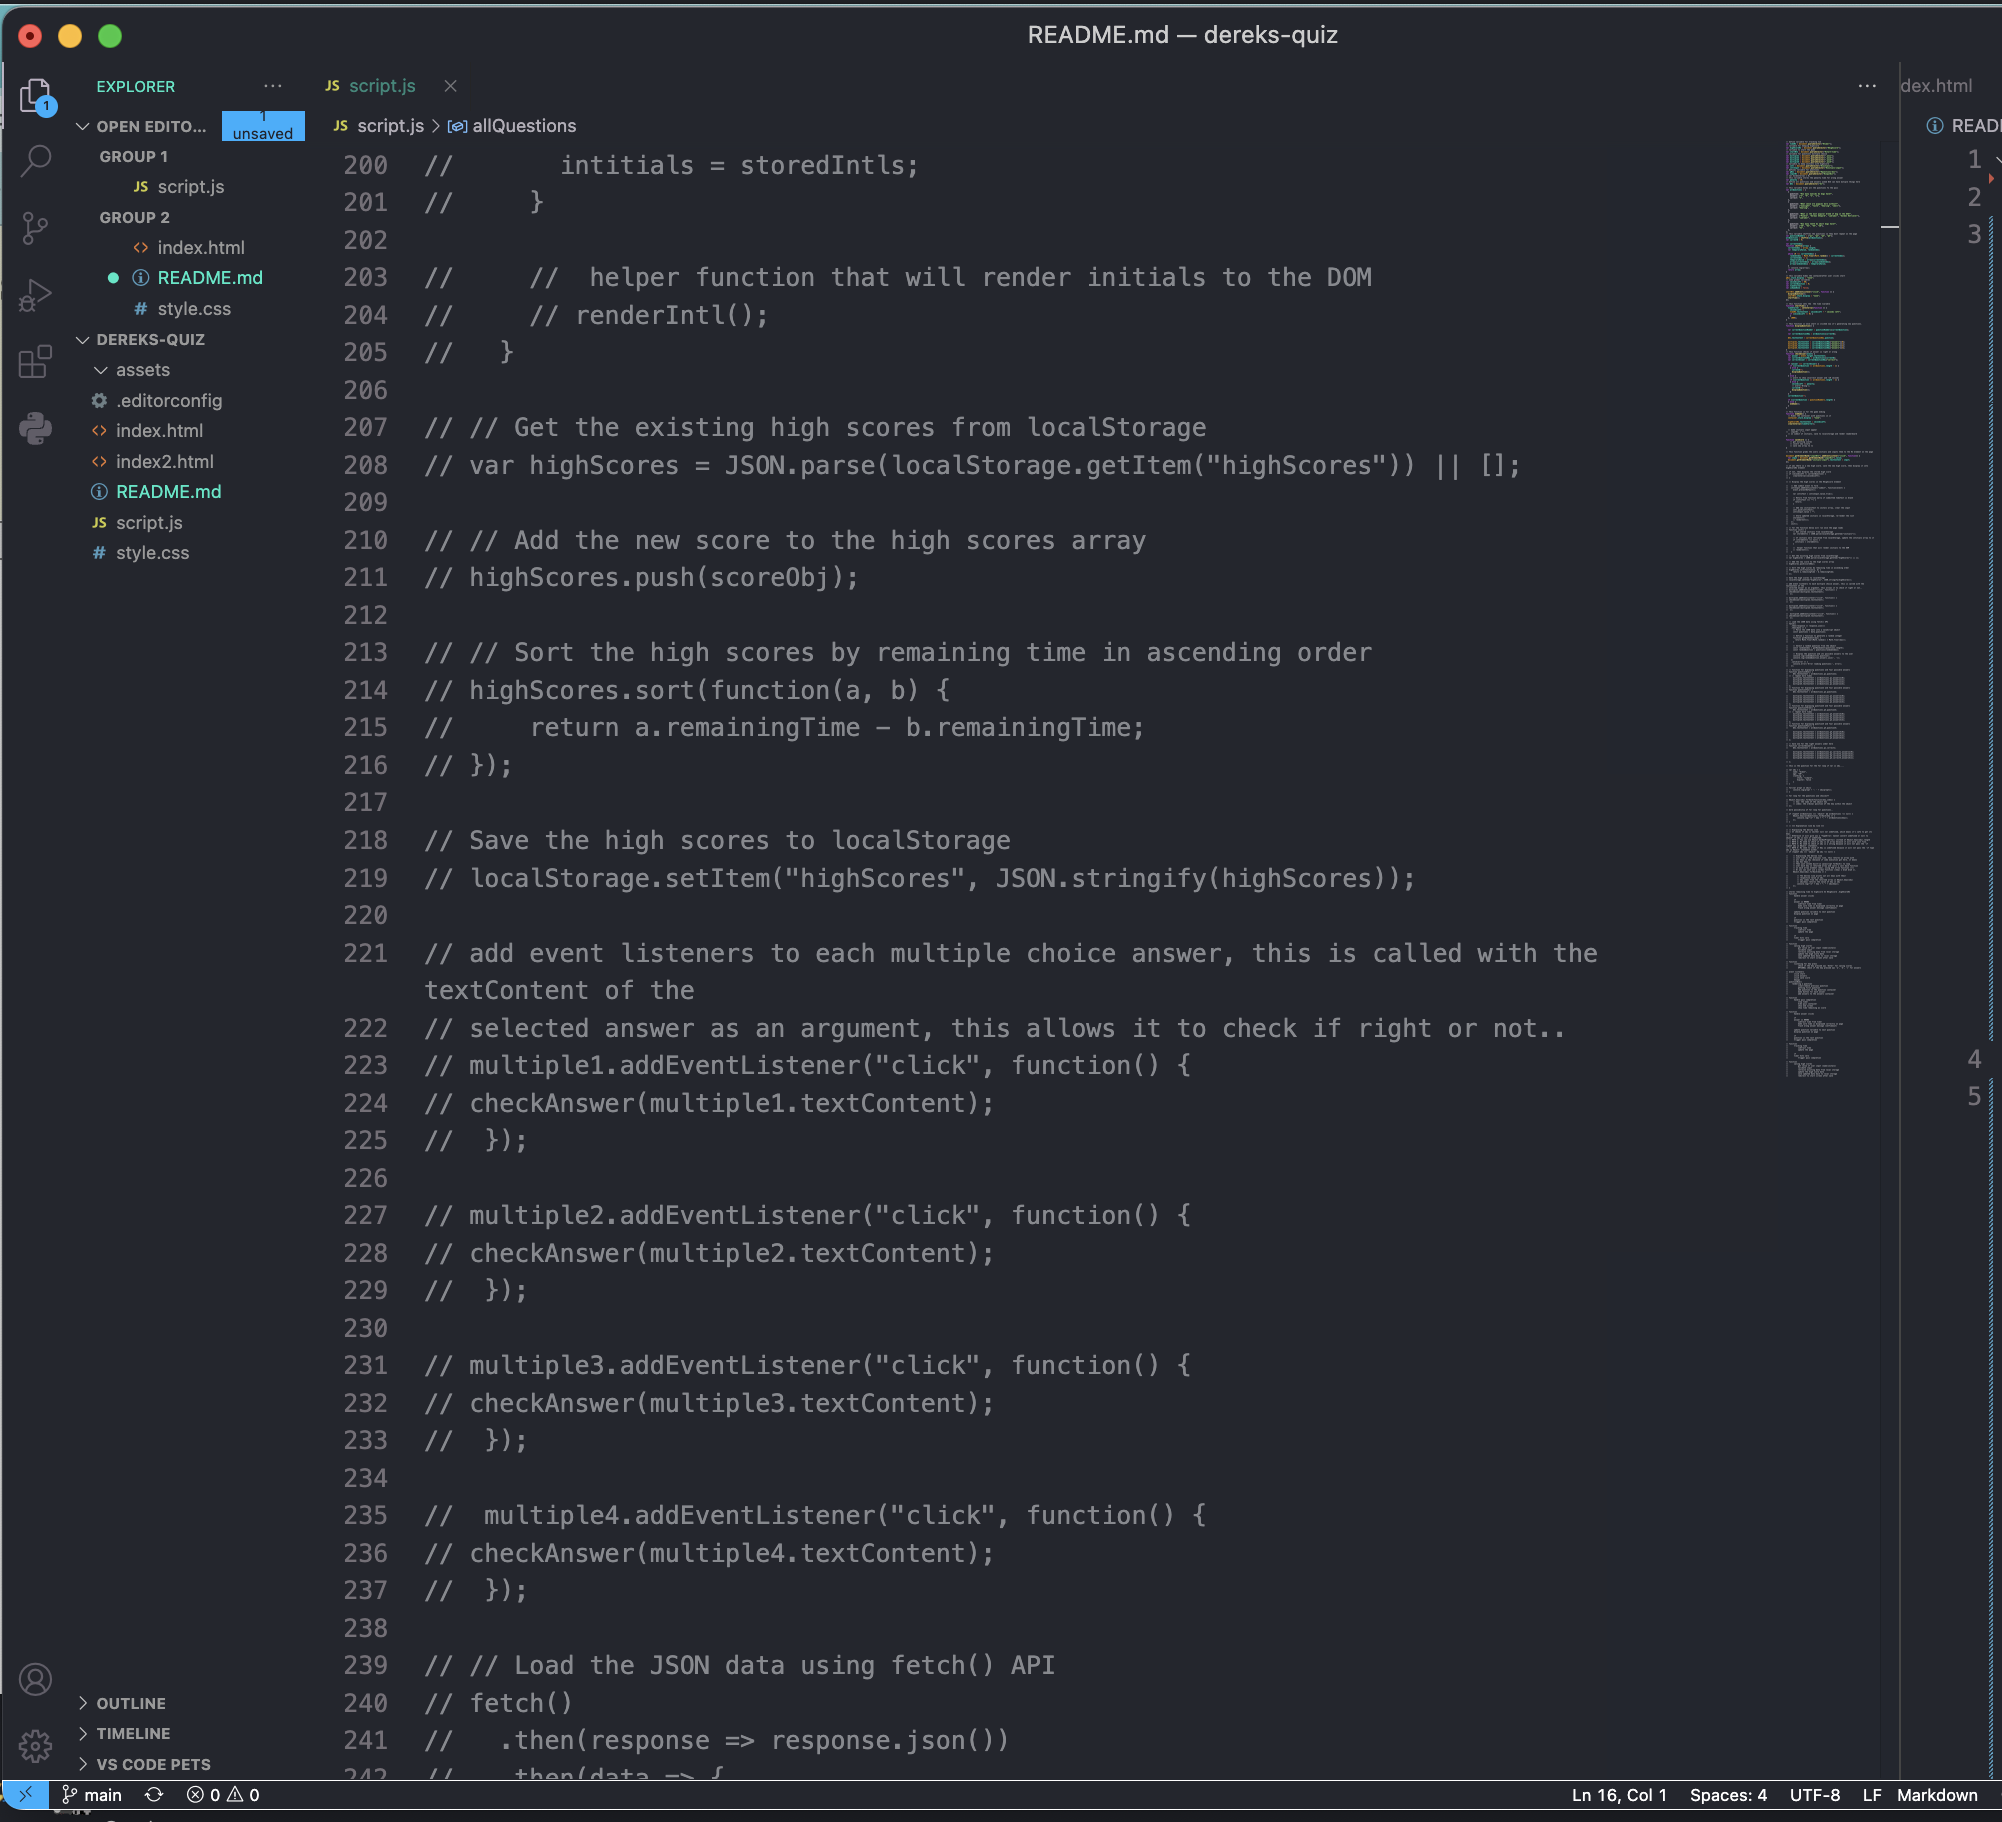 README.md — dereks-quiz
EXPLORER
OPEN EDITO...
1
unsaved
GROUP 1
JS script.js
GROUP 2
<> index.html
README.md
# style.css
DEREKS-QUIZ
assets
.editorconfig
<> index.html
<> index2.html
README.md
JS script.js
# style.css
OUTLINE
TIMELINE
VS CODE PETS
1
JS script.js
JS script.js > allQuestions
200 //       intitials = storedIntls;
201 //     }
202
203 //     //  helper function that will render initials to the DOM
204 //     // renderIntl();
205 //   }
206
207 // // Get the existing high scores from localStorage
208 // var highScores = JSON.parse(localStorage.getItem("highScores")) || [];
209
210 // // Add the new score to the high scores array
211 // highScores.push(scoreObj);
212
213 // // Sort the high scores by remaining time in ascending order
214 // highScores.sort(function(a, b) {
215 //     return a.remainingTime - b.remainingTime;
216 // });
217
218 // Save the high scores to localStorage
219 // localStorage.setItem("highScores", JSON.stringify(highScores));
220
221 // add event listeners to each multiple choice answer, this is called with the
textContent of the
222 // selected answer as an argument, this allows it to check if right or not..
223 // multiple1.addEventListener("click", function() {
224 // checkAnswer(multiple1.textContent);
225 //  });
226
227 // multiple2.addEventListener("click", function() {
228 // checkAnswer(multiple2.textContent);
229 //  });
230
231 // multiple3.addEventListener("click", function() {
232 // checkAnswer(multiple3.textContent);
233 //  });
234
235 //  multiple4.addEventListener("click", function() {
236 // checkAnswer(multiple4.textContent);
237 //  });
238
239 // // Load the JSON data using fetch() API
240 // fetch()
241 //   .then(response => response.json())
242 //   .then(data => {
dex.html
READ
1
2
3
4
5
main
0
0
Ln 16, Col 1
Spaces: 4
UTF-8
LF
Markdown